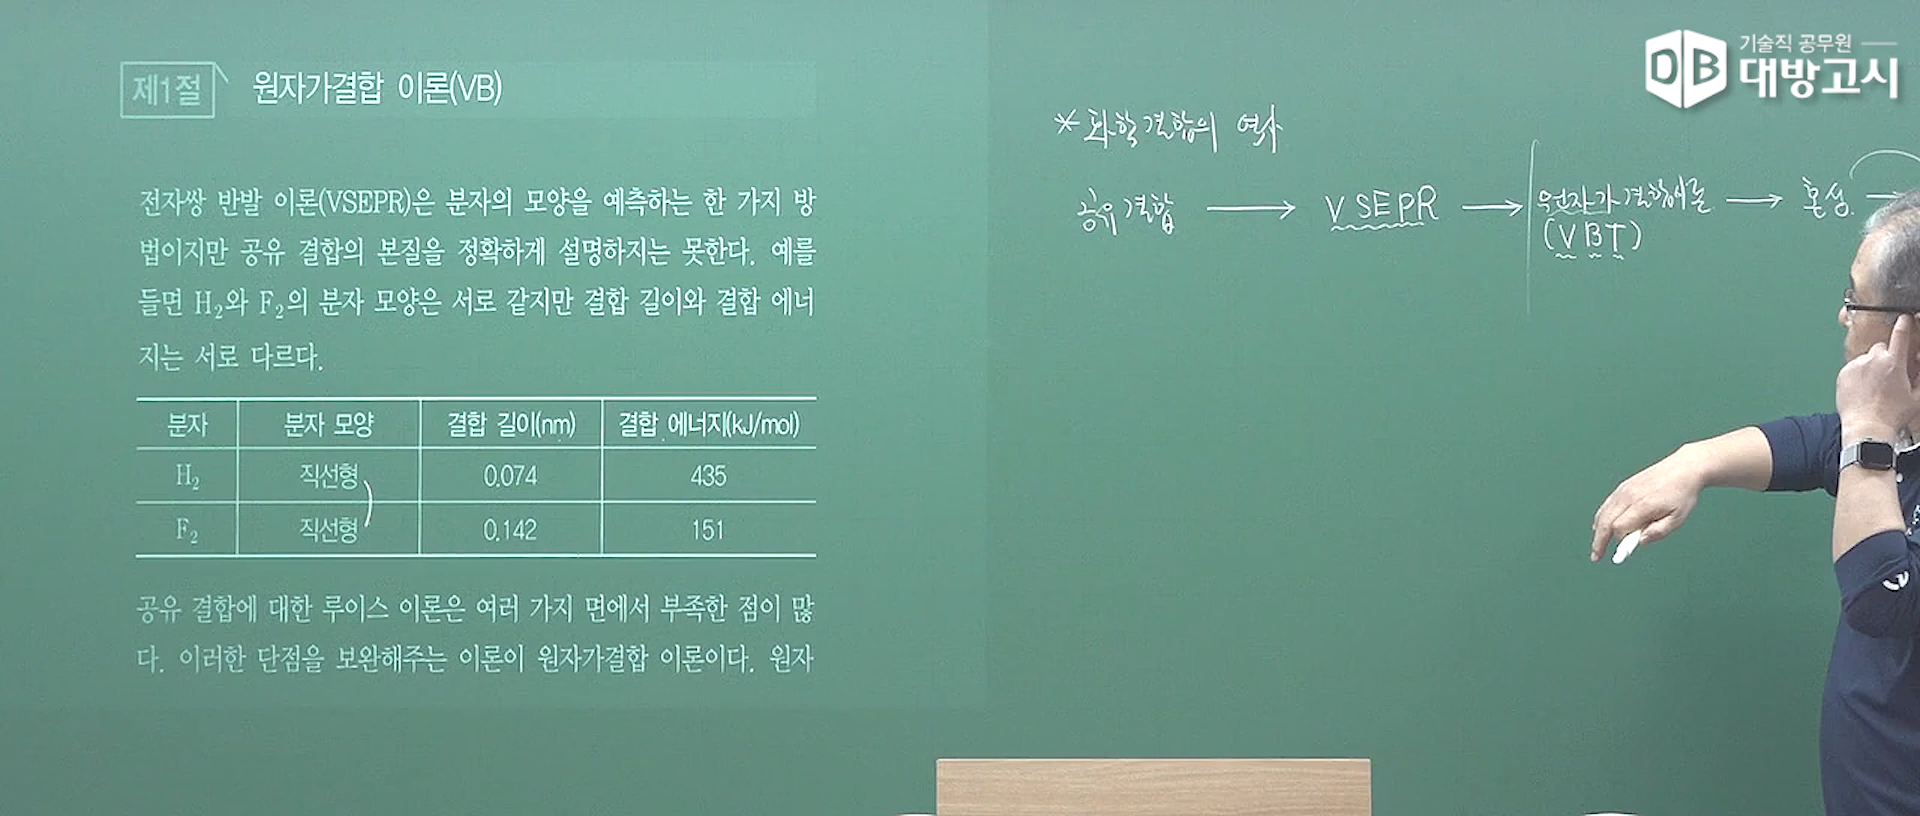 기술직 공무원
DB 대방고시
제1절 원자가결합 이론(VB)
전자쌍 반발 이론(VSEPR)은 분자의 모양을 예측하는 한 가지 방
법이지만 공유 결합의 본질을 정확하게 설명하지는 못한다. 예를
들면 H₂와 F₂의 분자 모양은 서로 같지만 결합 길이와 결합 에너
지는 서로 다르다.
분자 분자 모양 결합 길이(nm) 결합 에너지(kJ/mol)
H₂ 직선형 0.074 435
F₂ 직선형 0.142 151
공유 결합에 대한 루이스 이론은 여러 가지 면에서 부족한 점이 많
다. 이러한 단점을 보완해주는 이론이 원자가결합 이론이다. 원자
* 화학결합의 역사
공유결합 → VSEPR → 원자가결합이론 → 혼성 →
(VBT)